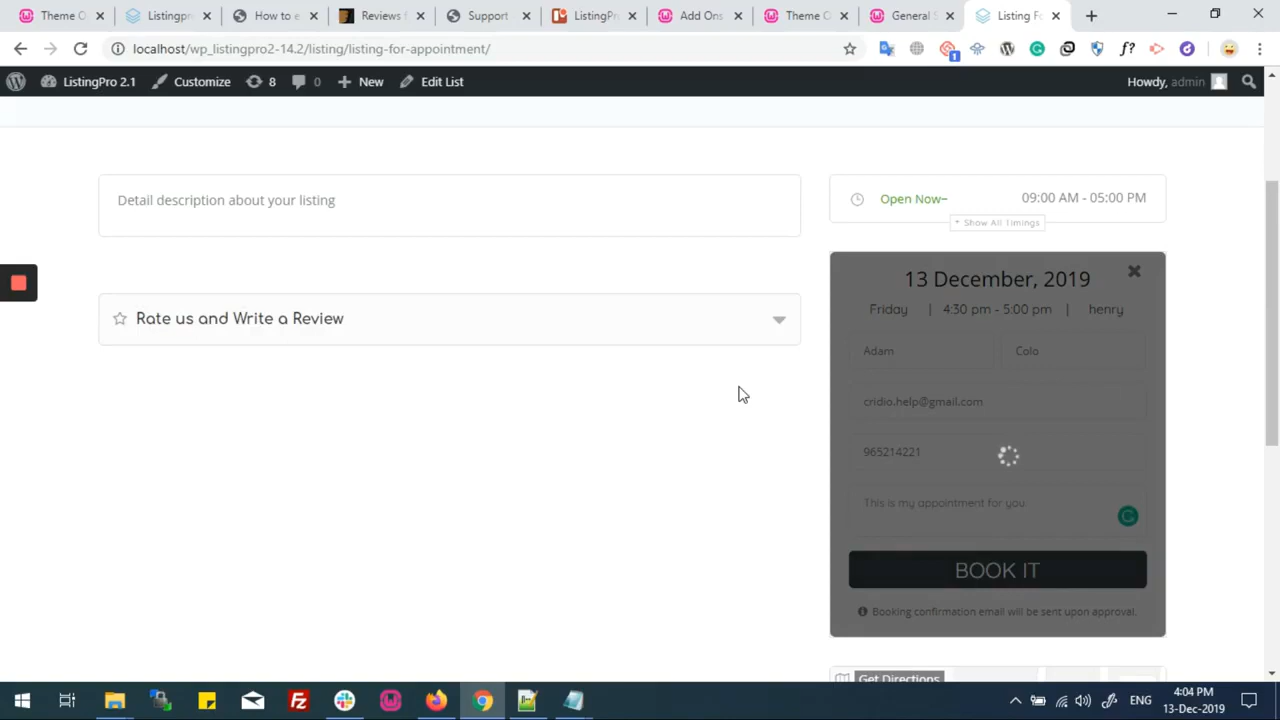 Theme O
Listingpr
How to e
Reviews
Support
ListingPr
Add Ons
Theme O
General S
Listing Fo
localhost/wp_listingpro2-14.2/listing/listing-for-appointment/
1
f?
ListingPro 2.1
Customize
8
0
New
Edit List
Howdy, admin
Detail description about your listing
Open Now~
09:00 AM - 05:00 PM
Show All Timings
Rate us and Write a Review
13 December, 2019
Friday | 4:30 pm - 5:00 pm | henry
Adam
Colo
cridio.help@gmail.com
965214221
This is my appointment for you
BOOK IT
Booking confirmation email will be sent upon approval.
Get Directions
ENG
4:04 PM
13-Dec-2019